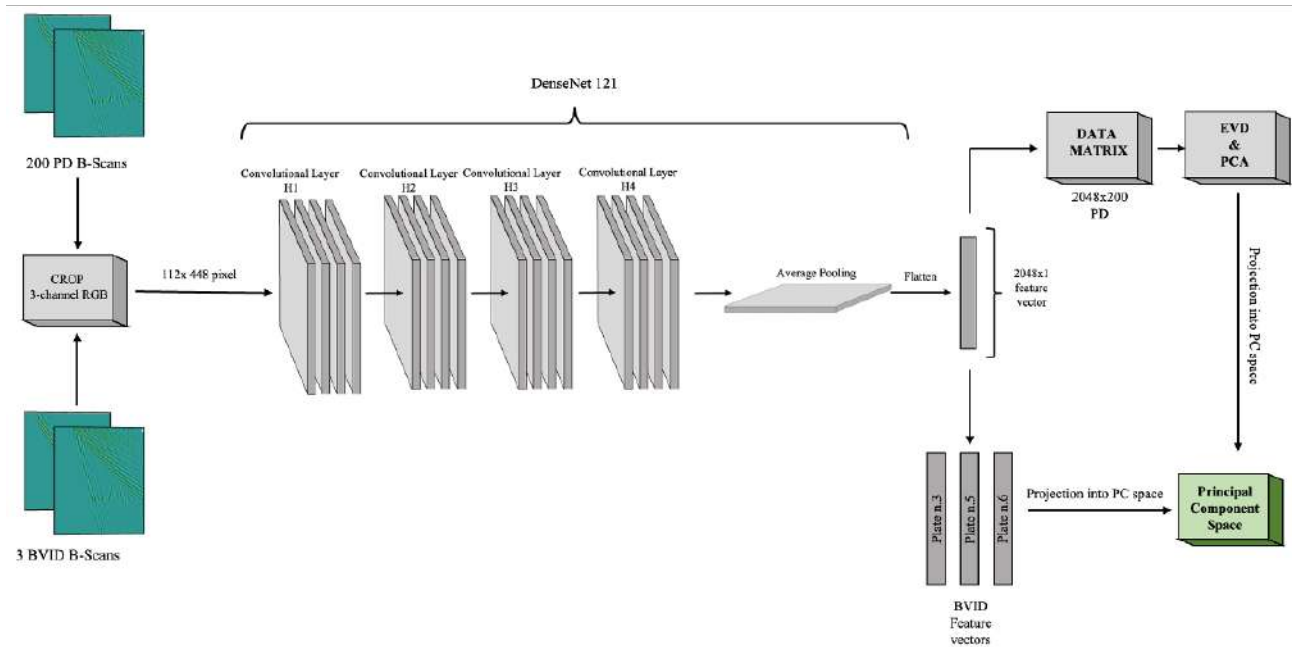 DenseNet 121
200 PD B-Scans
CROP
3-channel RGB
3 BVID B-Scans
112x 448 pixel
Convolutional Layer
H1
Convolutional Layer
H2
Convolutional Layer
H3
Convolutional Layer
H4
Average Pooling
Flatten
2048x1
feature
vector
DATA
MATRIX
2048x200
PD
EVD
&
PCA
Projection into PC space
Plate n.3
Plate n.5
Plate n.6
BVID
Feature
vectors
Projection into PC space
Principal
Component
Space